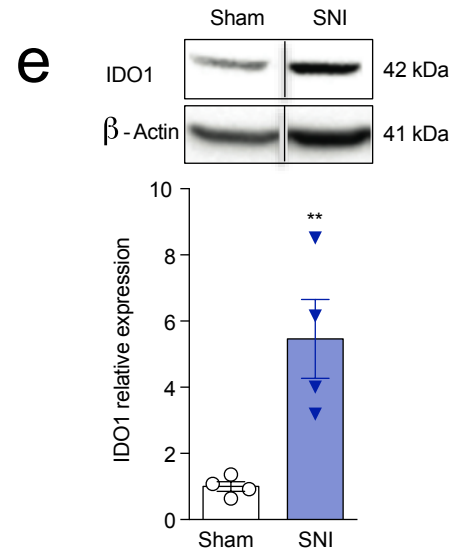 e
Sham SNI
IDO1 42 kDa
β-Actin 41 kDa
IDO1 relative expression
10
8
6
4
2
0
**
Sham SNI